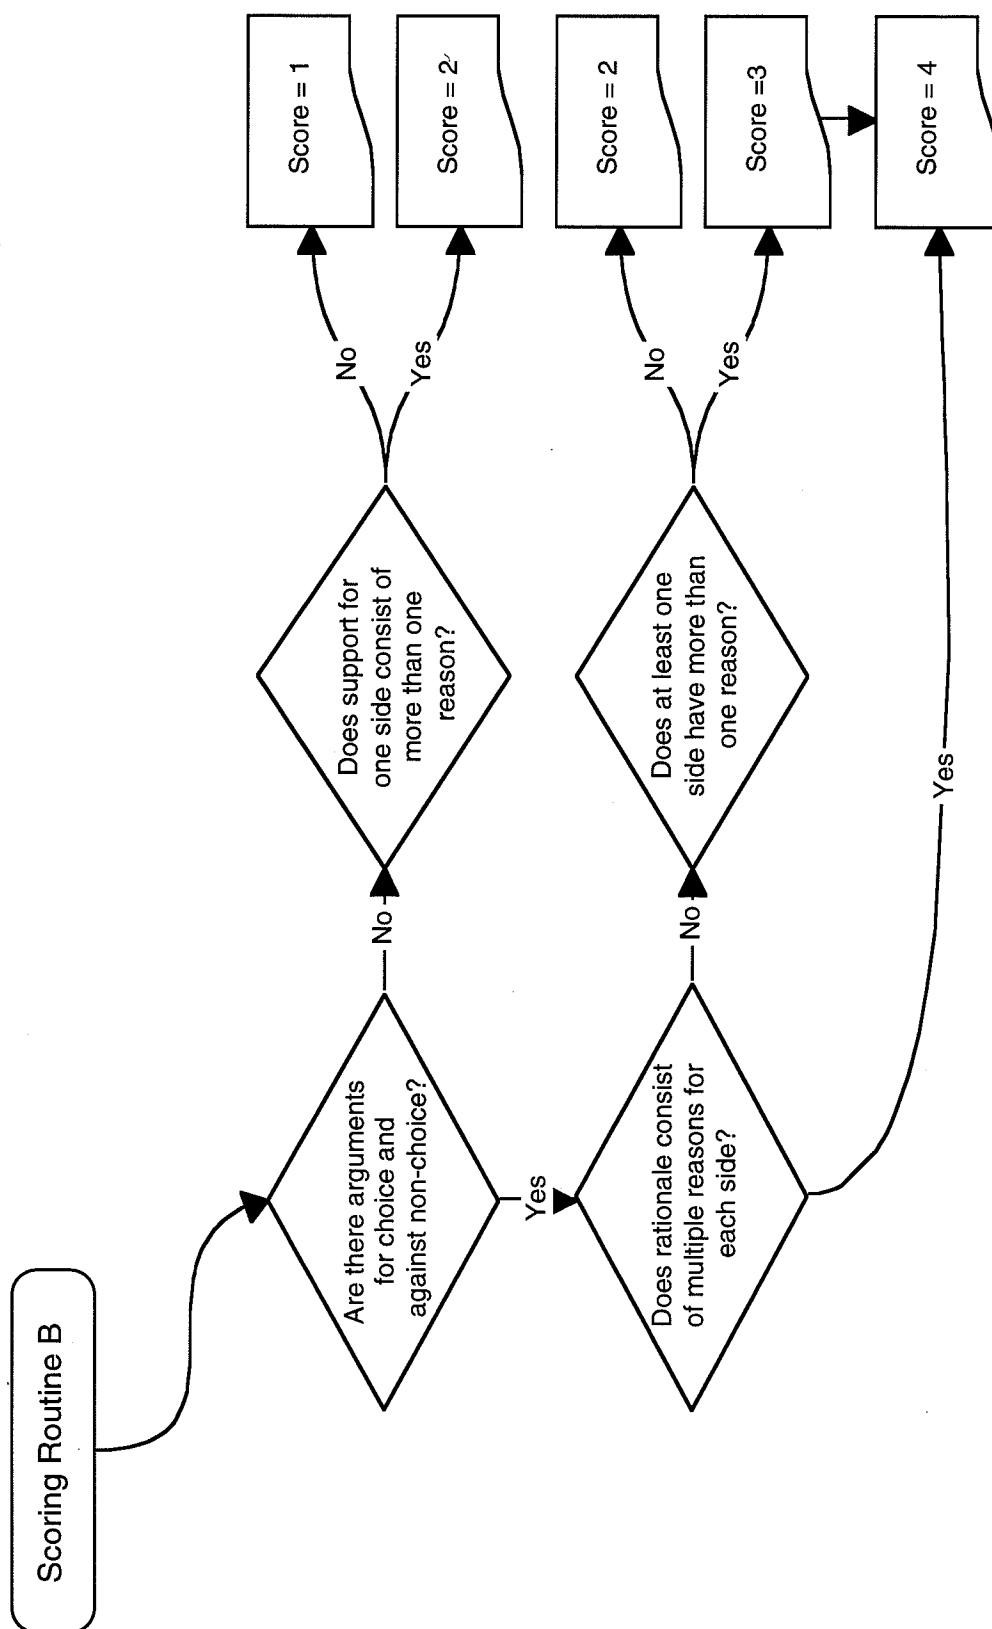 Scoring Routine B
Are there arguments
for choice and
against non-choice?
No
Does support for
one side consist of
more than one
reason?
No
Score = 1
Yes
Score = 2
Yes
Does rationale consist
of multiple reasons for
each side?
No
Does at least one
side have more than
one reason?
No
Score = 2
Yes
Score =3
Yes
Score = 4